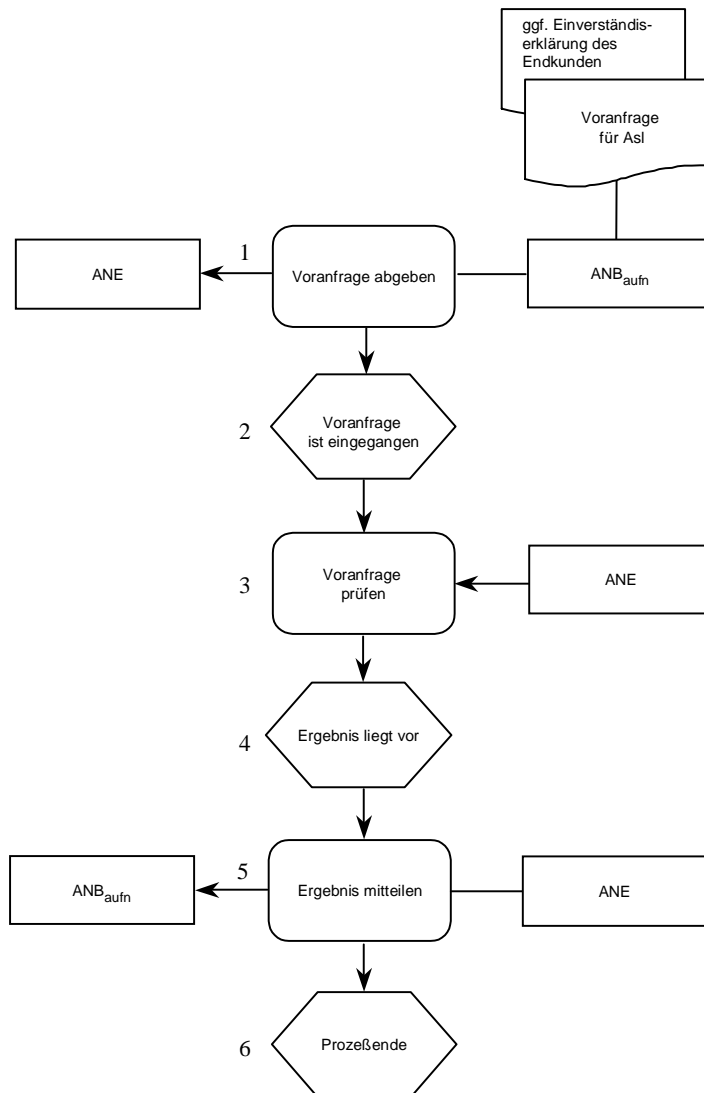 ggf. Einverständis-
erklärung des
Endkunden
Voranfrage
für Asl
1
ANE
Voranfrage abgeben
ANBaufn
2
Voranfrage
ist eingegangen
3
Voranfrage
prüfen
ANE
4
Ergebnis liegt vor
5
ANBaufn
Ergebnis mitteilen
ANE
6
Prozeßende